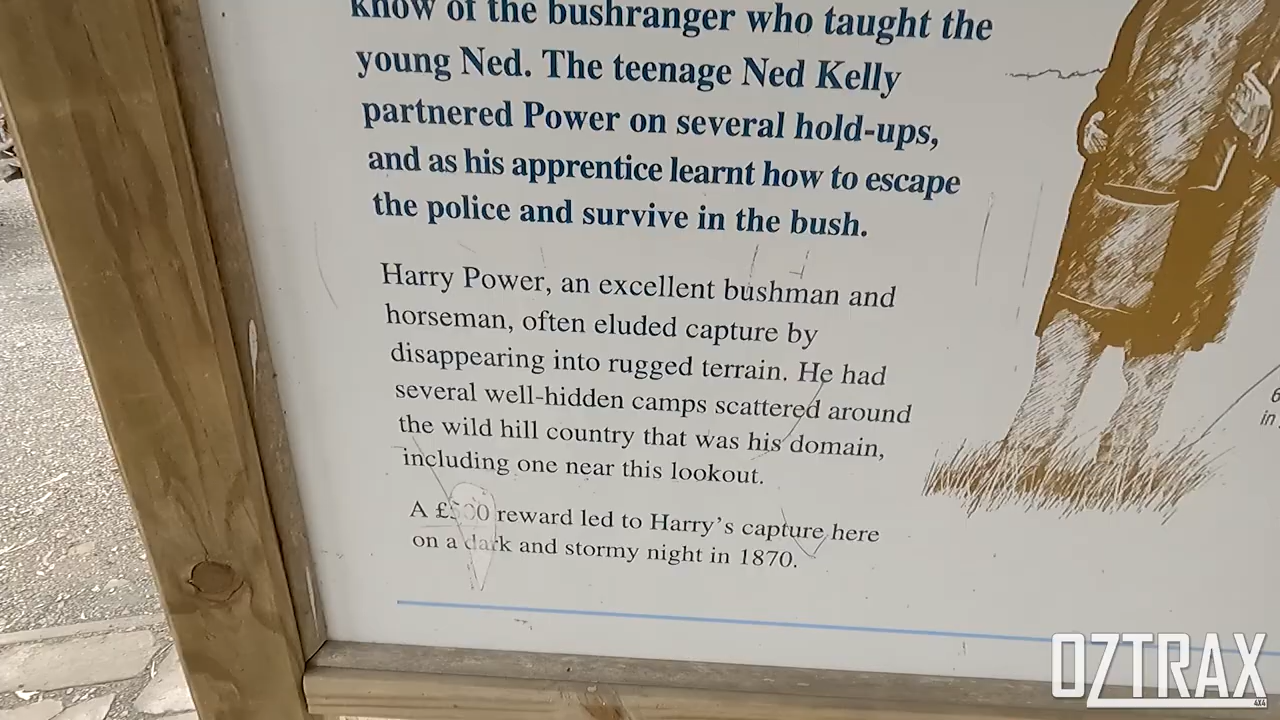 know of the bushranger who taught the
young Ned. The teenage Ned Kelly
partnered Power on several hold-ups,
and as his apprentice learnt how to escape
the police and survive in the bush.
Harry Power, an excellent bushman and
horseman, often eluded capture by
disappearing into rugged terrain. He had
several well-hidden camps scattered around
the wild hill country that was his domain,
including one near this lookout.
A £500 reward led to Harry's capture here
on a dark and stormy night in 1870.
6
in
OZTRAX
4X4